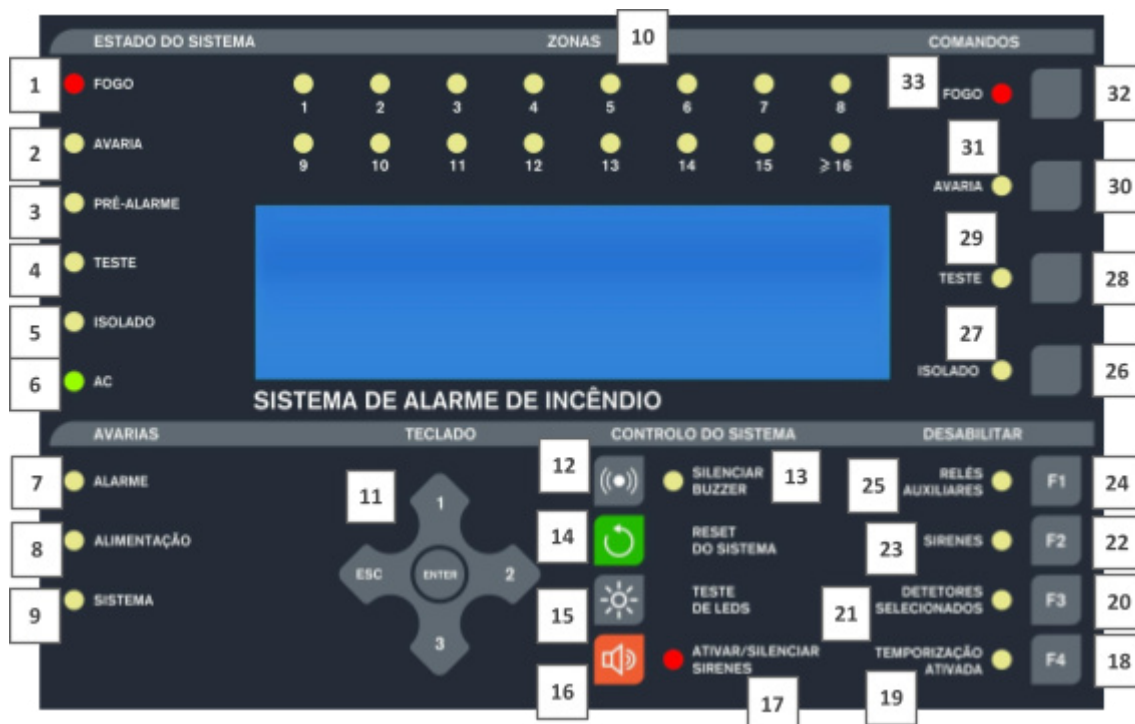 ESTADO DO SISTEMA ZONAS 10 COMANDOS
1 FOGO 33 FOGO 32
1 2 3 4 5 6 7 8
2 AVARIA 31
9 10 11 12 13 14 15 ⩾ 16
AVARIA 30
3 PRÉ-ALARME
29
4 TESTE TESTE 28
5 ISOLADO 27
6 AC ISOLADO 26
SISTEMA DE ALARME DE INCÊNDIO
AVARIAS TECLADO CONTROLO DO SISTEMA DESABILITAR
7 ALARME
8 ALIMENTAÇÃO
9 SISTEMA
11
1
ESC ENTER 2
3
12 SILENCIAR
BUZZER 13
14 RESET
DO SISTEMA
15 TESTE
DE LEDS
16 ATIVAR/SILENCIAR
SIRENES
17
25 RELÉS
AUXILIARES F1 24
23 SIRENES F2 22
21 DETETORES
SELECIONADOS F3 20
TEMPORIZAÇÃO
ATIVADA F4 18
19